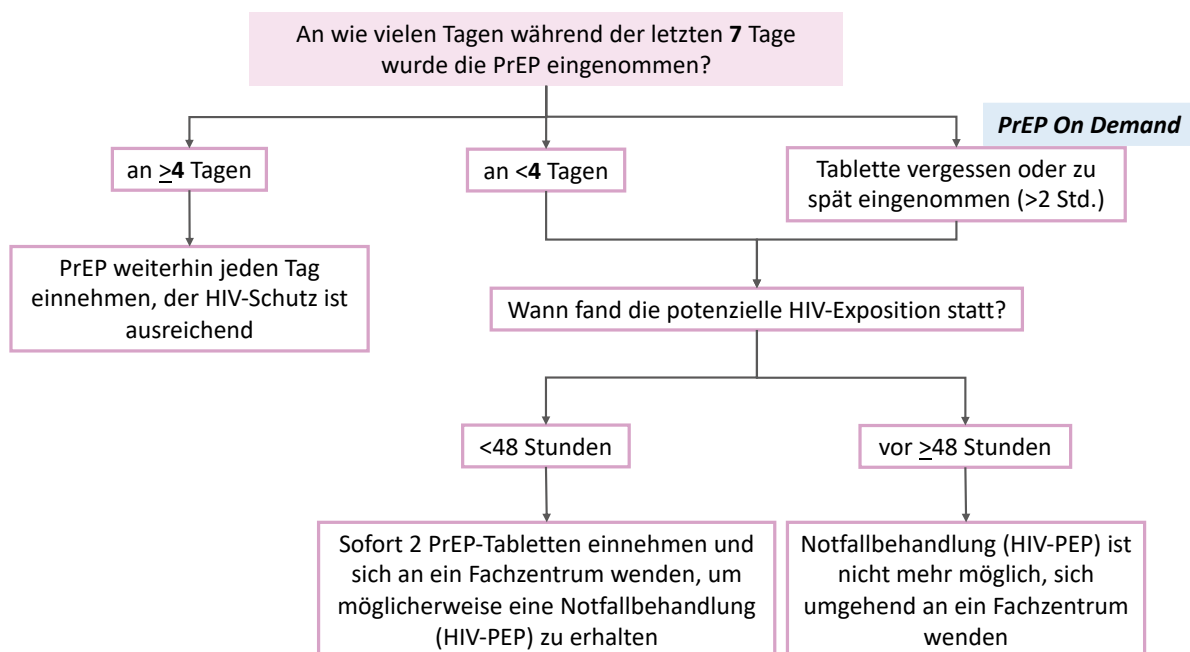 An wie vielen Tagen während der letzten 7 Tage
wurde die PrEP eingenommen?
PrEP On Demand
an ≥4 Tagen
an <4 Tagen
Tablette vergessen oder zu
spät eingenommen (>2 Std.)
PrEP weiterhin jeden Tag
einnehmen, der HIV-Schutz ist
ausreichend
Wann fand die potenzielle HIV-Exposition statt?
<48 Stunden
vor ≥48 Stunden
Sofort 2 PrEP-Tabletten einnehmen und
sich an ein Fachzentrum wenden, um
möglicherweise eine Notfallbehandlung
(HIV-PEP) zu erhalten
Notfallbehandlung (HIV-PEP) ist
nicht mehr möglich, sich
umgehend an ein Fachzentrum
wenden